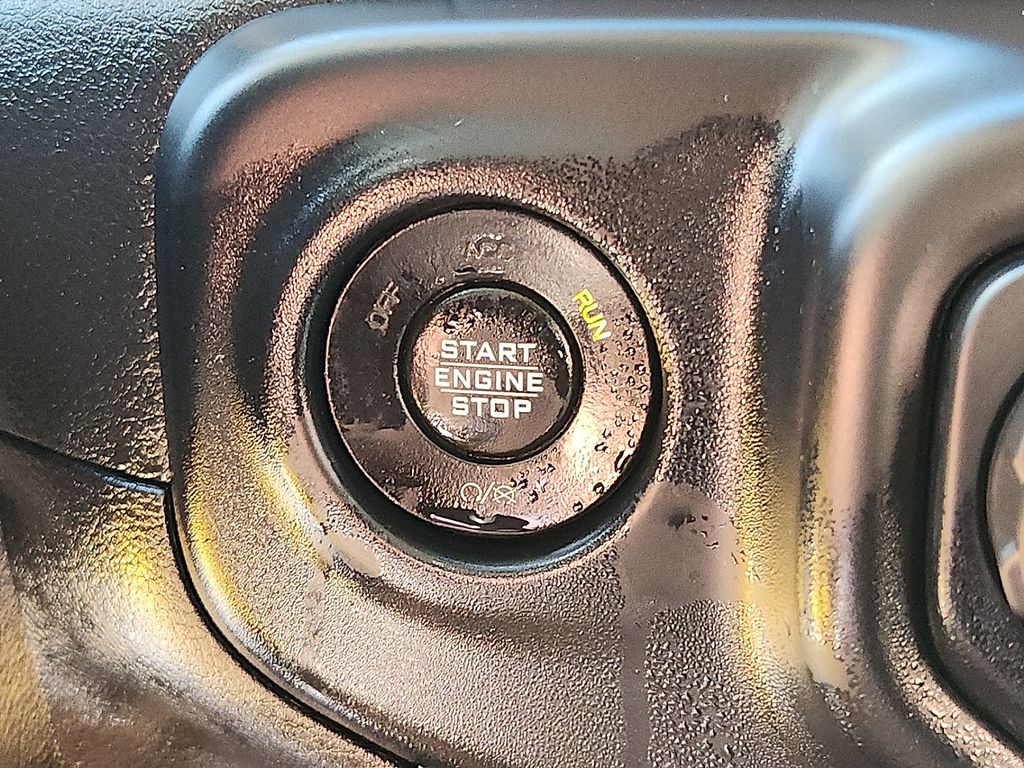 ACC
OFF
RUN
START
ENGINE
STOP